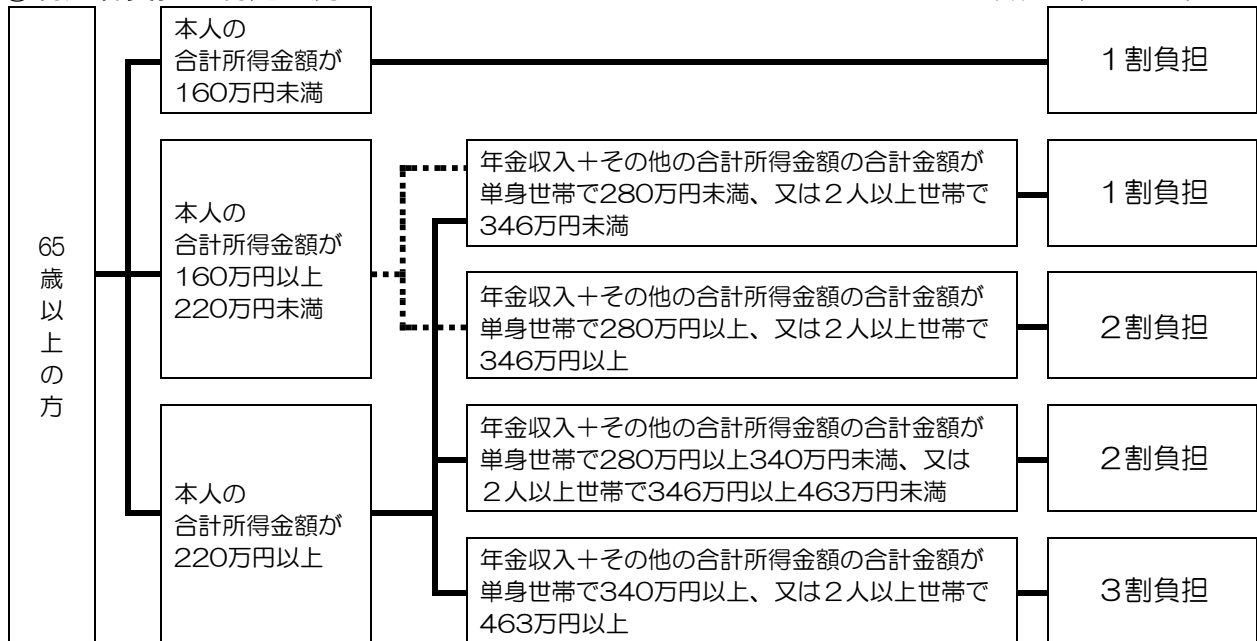 本人の
合計所得金額が
160万円未満
１割負担
65
歳
以
上
の
方
本人の
合計所得金額が
160万円以上
220万円未満
年金収入＋その他の合計所得金額の合計金額が
単身世帯で280万円未満、又は２人以上世帯で
346万円未満
１割負担
年金収入＋その他の合計所得金額の合計金額が
単身世帯で280万円以上、又は２人以上世帯で
346万円以上
２割負担
本人の
合計所得金額が
220万円以上
年金収入＋その他の合計所得金額の合計金額が
単身世帯で280万円以上340万円未満、又は
２人以上世帯で346万円以上463万円未満
２割負担
年金収入＋その他の合計所得金額の合計金額が
単身世帯で340万円以上、又は２人以上世帯で
463万円以上
３割負担